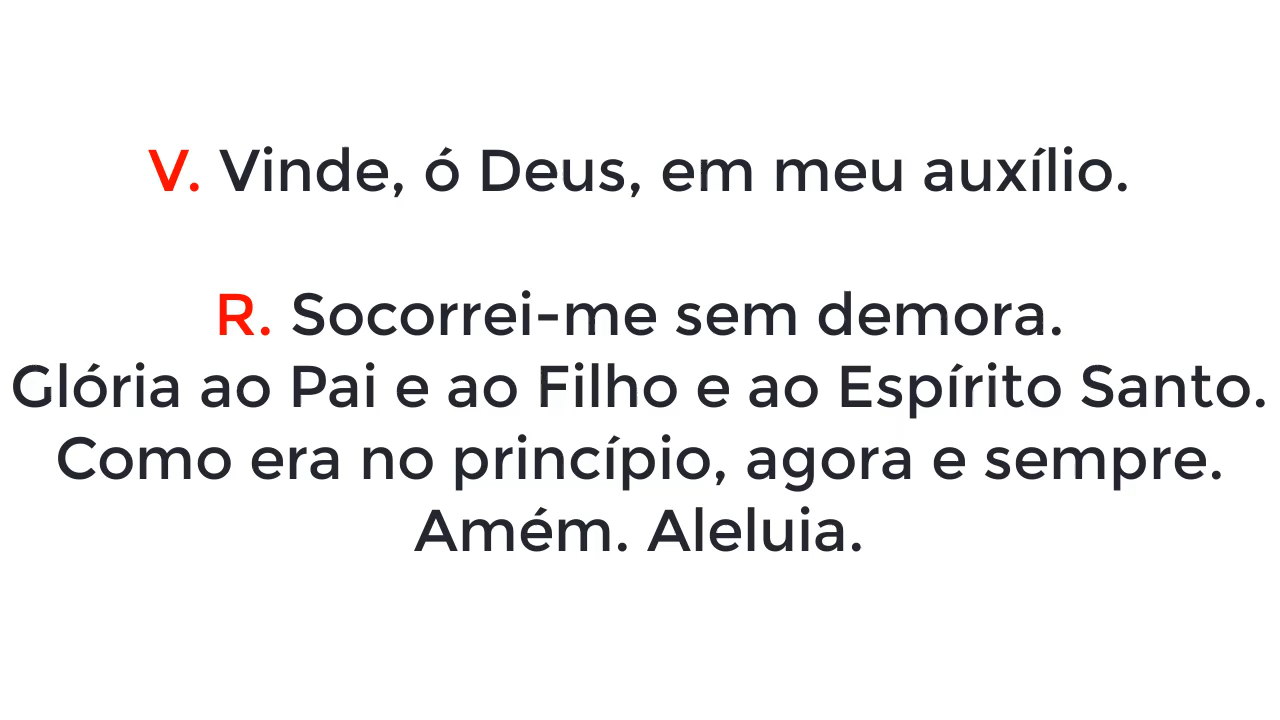 V. Vinde, ó Deus, em meu auxílio.
R. Socorrei-me sem demora.
Glória ao Pai e ao Filho e ao Espírito Santo.
Como era no princípio, agora e sempre.
Amém. Aleluia.